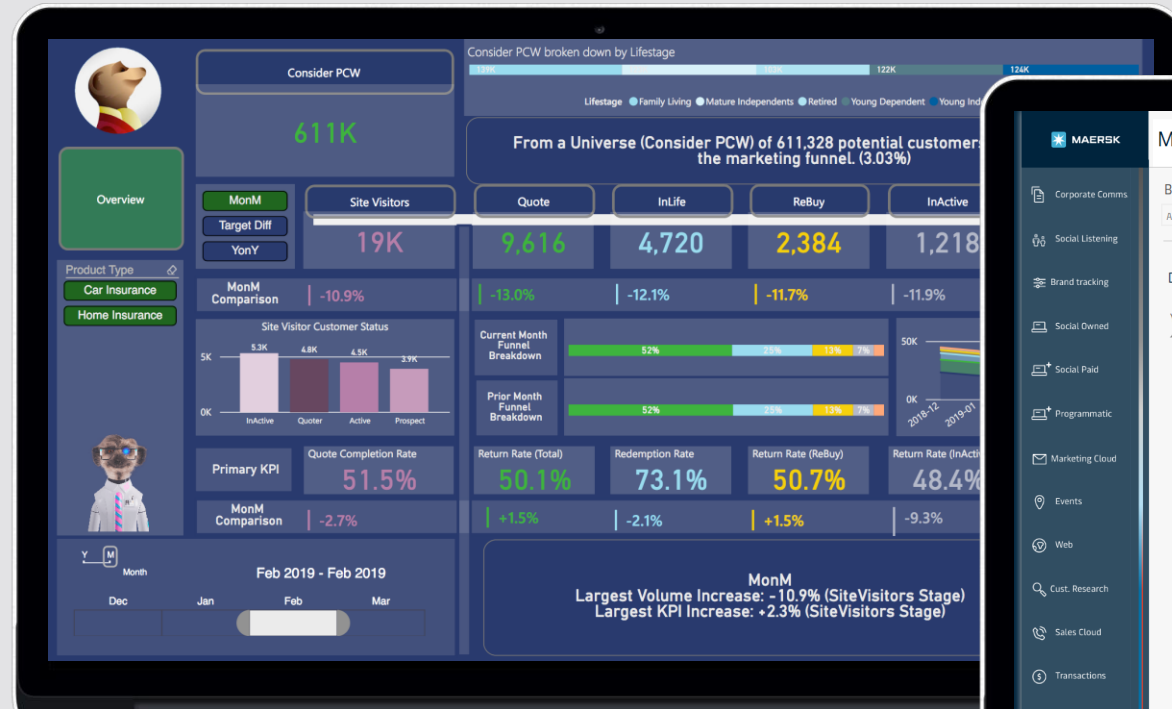 Consider PCW
611K
Consider PCW broken down by Lifestage
139K
122K
124K
Lifestage Family Living Mature Independents Retired Young Dependent Young Ind
From a Universe (Consider PCW) of 611,328 potential customer
the marketing funnel. (3.03%)
Overview
MonM
Target Diff
YonY
Site Visitors
19K
Quote
9,616
InLife
4,720
ReBuy
2,384
InActive
1,218
Product Type
Car Insurance
Home Insurance
MonM
Comparison
-10.9%
-13.0%
-12.1%
-11.7%
-11.9%
Site Visitor Customer Status
5K
0K
5.3K
4.8K
4.5K
3.9K
InActive
Quoter
Active
Prospect
Current Month
Funnel
Breakdown
52%
25%
13%
7%
Prior Month
Funnel
Breakdown
52%
25%
13%
7%
50K
0K
2018-12
2019-01
Primary KPI
Quote Completion Rate
51.5%
Return Rate (Total)
50.1%
Redemption Rate
73.1%
Return Rate (ReBuy)
50.7%
Return Rate (InActi
48.4%
MonM
Comparison
-2.7%
+1.5%
-2.1%
+1.5%
-9.3%
Y
M
Month
Feb 2019 - Feb 2019
Dec
Jan
Feb
Mar
MonM
Largest Volume Increase: -10.9% (SiteVisitors Stage)
Largest KPI Increase: +2.3% (SiteVisitors Stage)
MAERSK
M
B
A
Corporate Comms
Social Listening
Brand tracking
Social Owned
Social Paid
Programmatic
Marketing Cloud
Events
Web
Cust. Research
Sales Cloud
Transactions